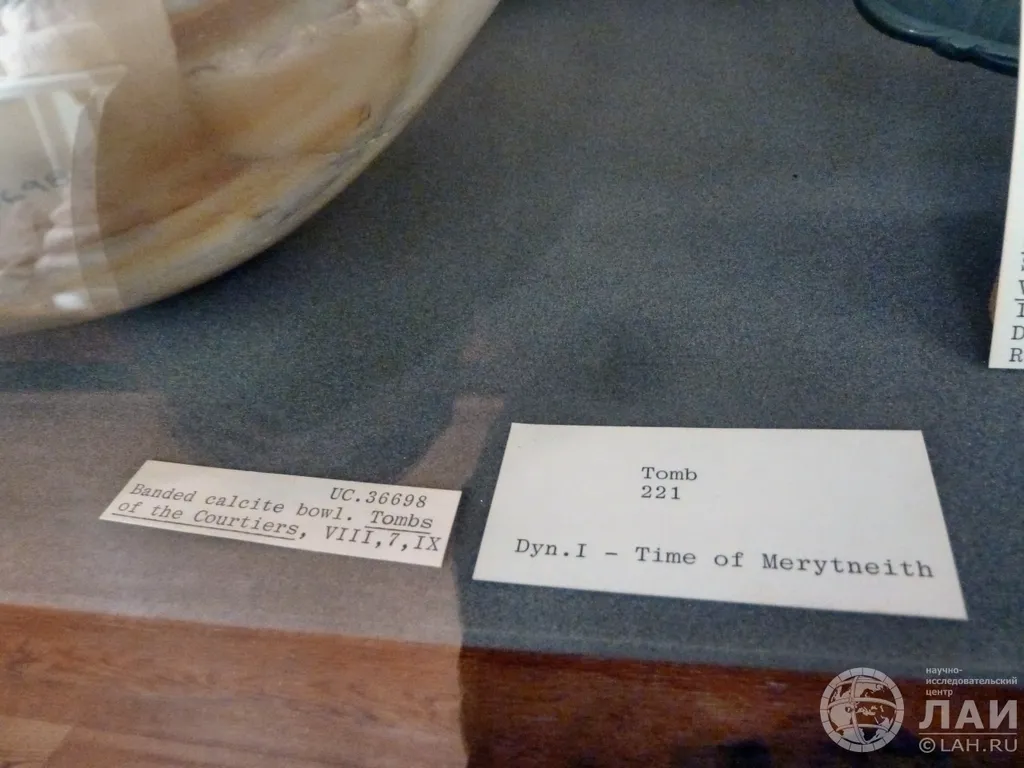 UC.36698
Banded calcite bowl. Tombs
of the Courtiers, VIII,7,IX
Tomb
221
Dyn.I - Time of Merytneith
D
R
научно-
исследовательский
центр
ЛАИ
©LAH.RU